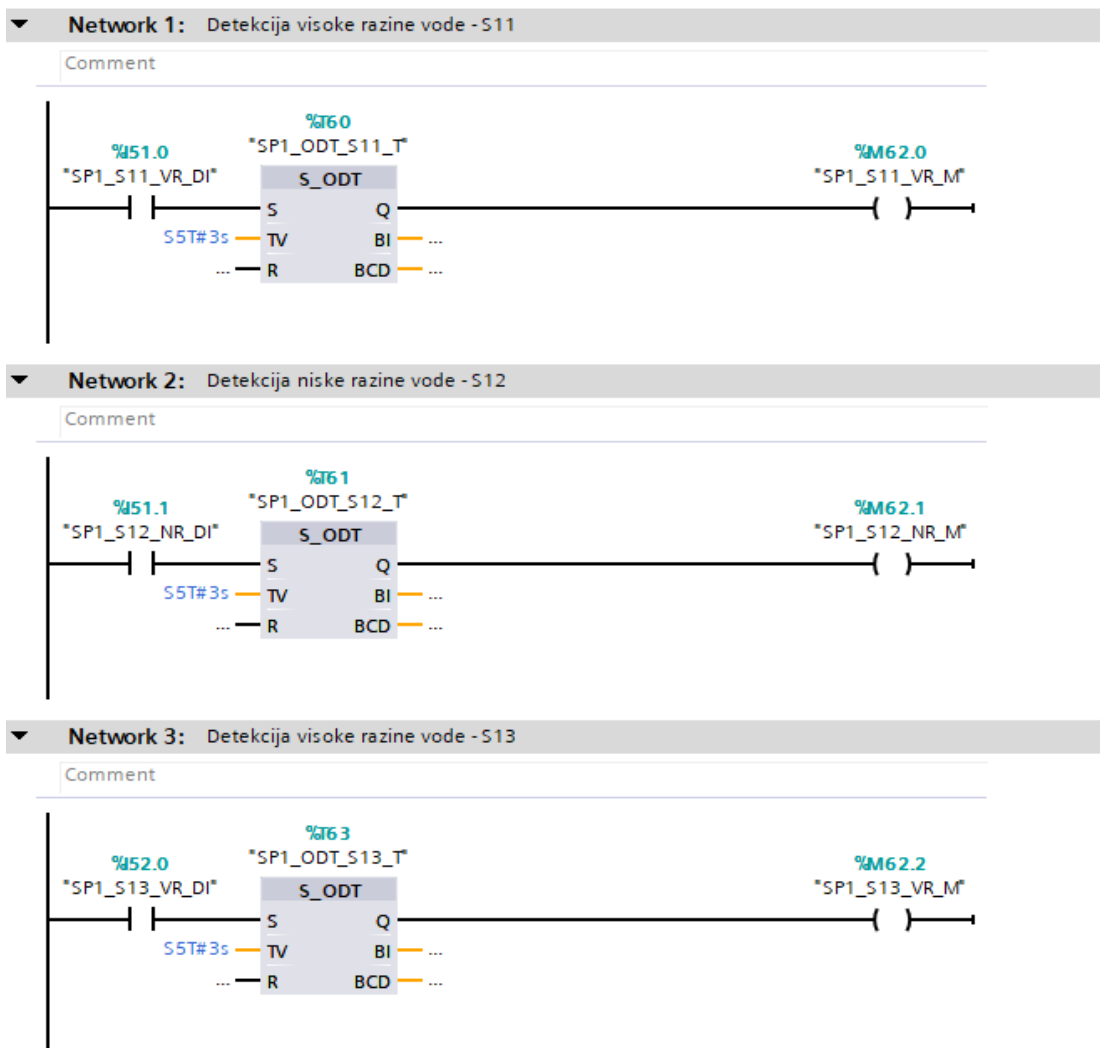 Network 1: Detekcija visoke razine vode - S11
Comment
%T60
"SP1_ODT_S11_T"
%I51.0
"SP1_S11_VR_DI"
%M62.0
"SP1_S11_VR_M"
S_ODT
S Q
S5T#3s TV BI ...
... R BCD ...
Network 2: Detekcija niske razine vode - S12
Comment
%T61
"SP1_ODT_S12_T"
%I51.1
"SP1_S12_NR_DI"
%M62.1
"SP1_S12_NR_M"
S_ODT
S Q
S5T#3s TV BI ...
... R BCD ...
Network 3: Detekcija visoke razine vode - S13
Comment
%T63
"SP1_ODT_S13_T"
%I52.0
"SP1_S13_VR_DI"
%M62.2
"SP1_S13_VR_M"
S_ODT
S Q
S5T#3s TV BI ...
... R BCD ...